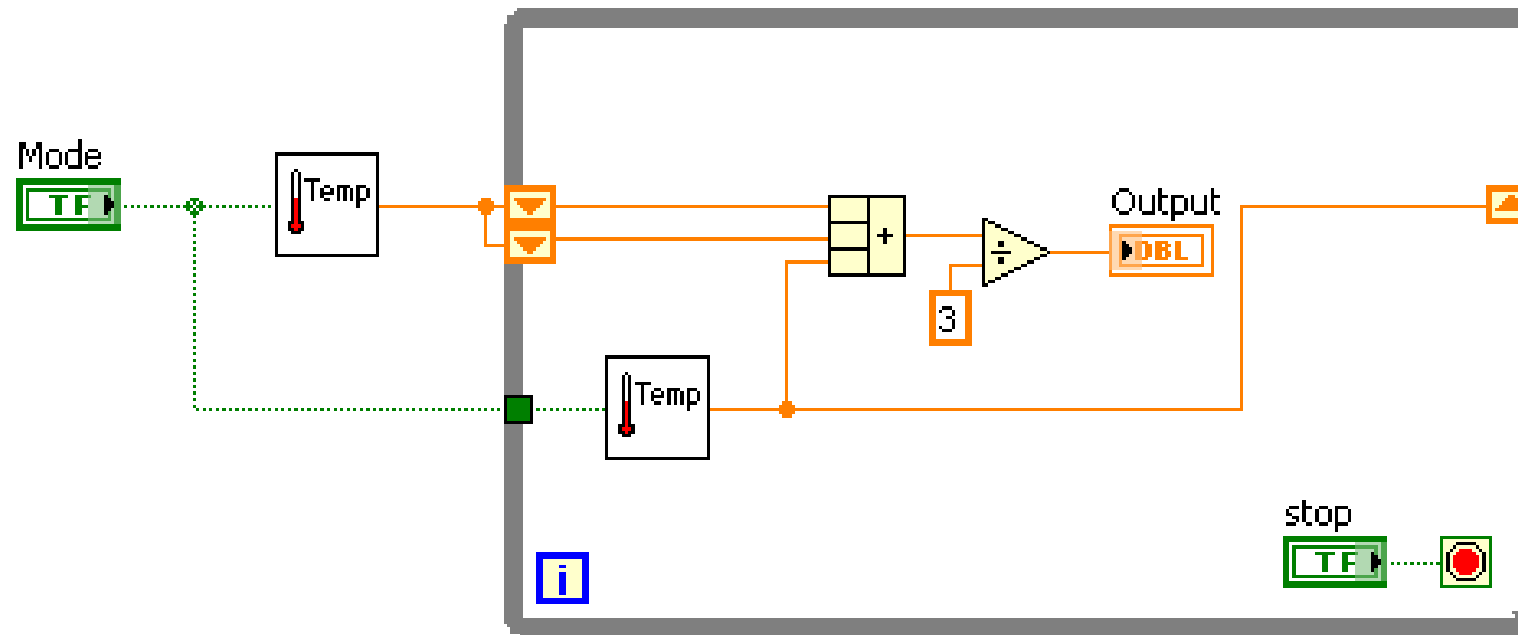 Mode
TF
Temp
Output
DBL
3
Temp
stop
TF
i